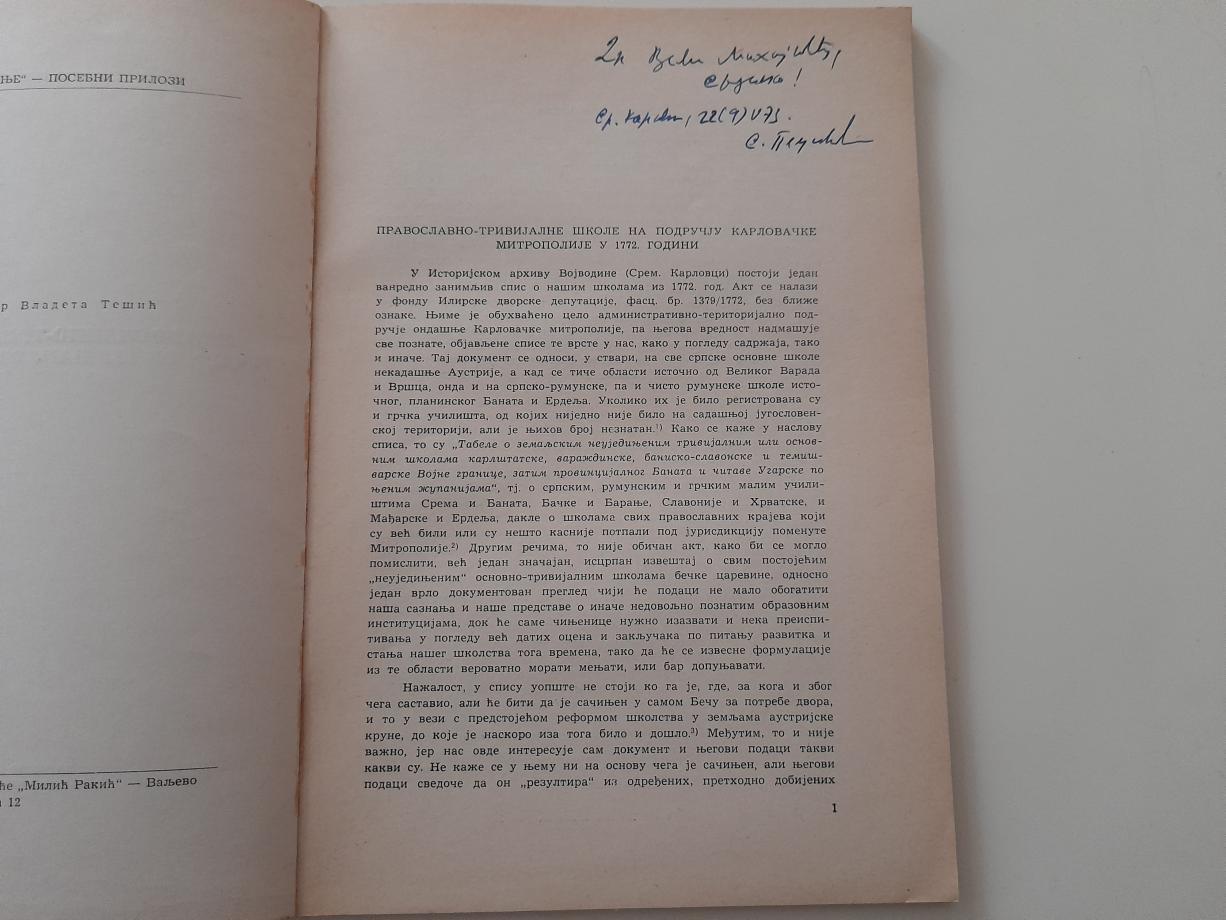 ЊЕ“ — ПОСЕБНИ ПРИЛОЗИ
р Владета Тешић
ће „Милић Ракић“ — Ваљево
12
Ср. Карловци, 22(9) V 73.
С.
ПРАВОСЛАВНО-ТРИВИЈАЛНЕ ШКОЛЕ НА ПОДРУЧЈУ КАРЛОВАЧКЕ
МИТРОПОЛИЈЕ У 1772. ГОДИНИ
У Историјском архиву Војводине (Срем. Карловци) постоји један
ванредно занимљив спис о нашим школама из 1772. год. Акт се налази
у фонду Илирске дворске депутације, фасц. бр. 1379/1772, без ближе
ознаке. Њиме је обухваћено цело административно-територијално под-
ручје ондашње Карловачке митрополије, па његова вредност надмашује
све познате, објављене списе те врсте у нас, како у погледу садржаја, тако
и иначе. Тај документ се односи, у ствари, на све српске основне школе
некадашње Аустрије, а кад се тиче области источно од Великог Варада
и Вршца, онда и на српско-румунске, па и чисто румунске школе исто-
чног, планинског Баната и Ердеља. Уколико их је било регистрована су
и грчка училишта, од којих ниједно није било на садашњој југословен-
ској територији, али је њихов број незнатан.¹) Како се каже у наслову
списа, то су „Табеле о земаљским неуједињеним тривијалним или основ-
ним школама карлштатске, вараждинске, баниско-славонске и темиш-
варске Војне границе, затим провинцијалног Баната и читаве Угарске по
њеним жупанијама“, тј. о српским, румунским и грчким малим учили-
штима Срема и Баната, Бачке и Барање, Славоније и Хрватске, и
Мађарске и Ердеља, дакле о школама свих православних крајева који
су већ били или су нешто касније потпали под јурисдикцију поменуте
Митрополије.²) Другим речима, то није обичан акт, како би се могло
помислити, већ један значајан, исцрпан извештај о свим постојећим
„неуједињеним“ основно-тривијалним школама бечке царевине, односно
један врло документован преглед чији ће подаци не мало обогатити
наша сазнања и наше представе о иначе недовољно познатим образовним
институцијама, док ће саме чињенице нужно изазвати и нека преиспи-
тивања у погледу већ датих оцена и закључака по питању развитка и
стања нашег школства тога времена, тако да ће се извесне формулације
из те области вероватно морати мењати, или бар допуњавати.
Нажалост, у спису уопште не стоји ко га је, где, за кога и због
чега саставио, али ће бити да је сачињен у самом Бечу за потребе двора,
и то у вези с предстојећом реформом школства у земљама аустријске
круне, до које је наскоро иза тога било и дошло.³) Међутим, то и није
важно, јер нас овде интересује сам документ и његови подаци такви
какви су. Не каже се у њему ни на основу чега је сачињен, али његови
подаци сведоче да он „резултира“ из одређених, претходно добијених
1